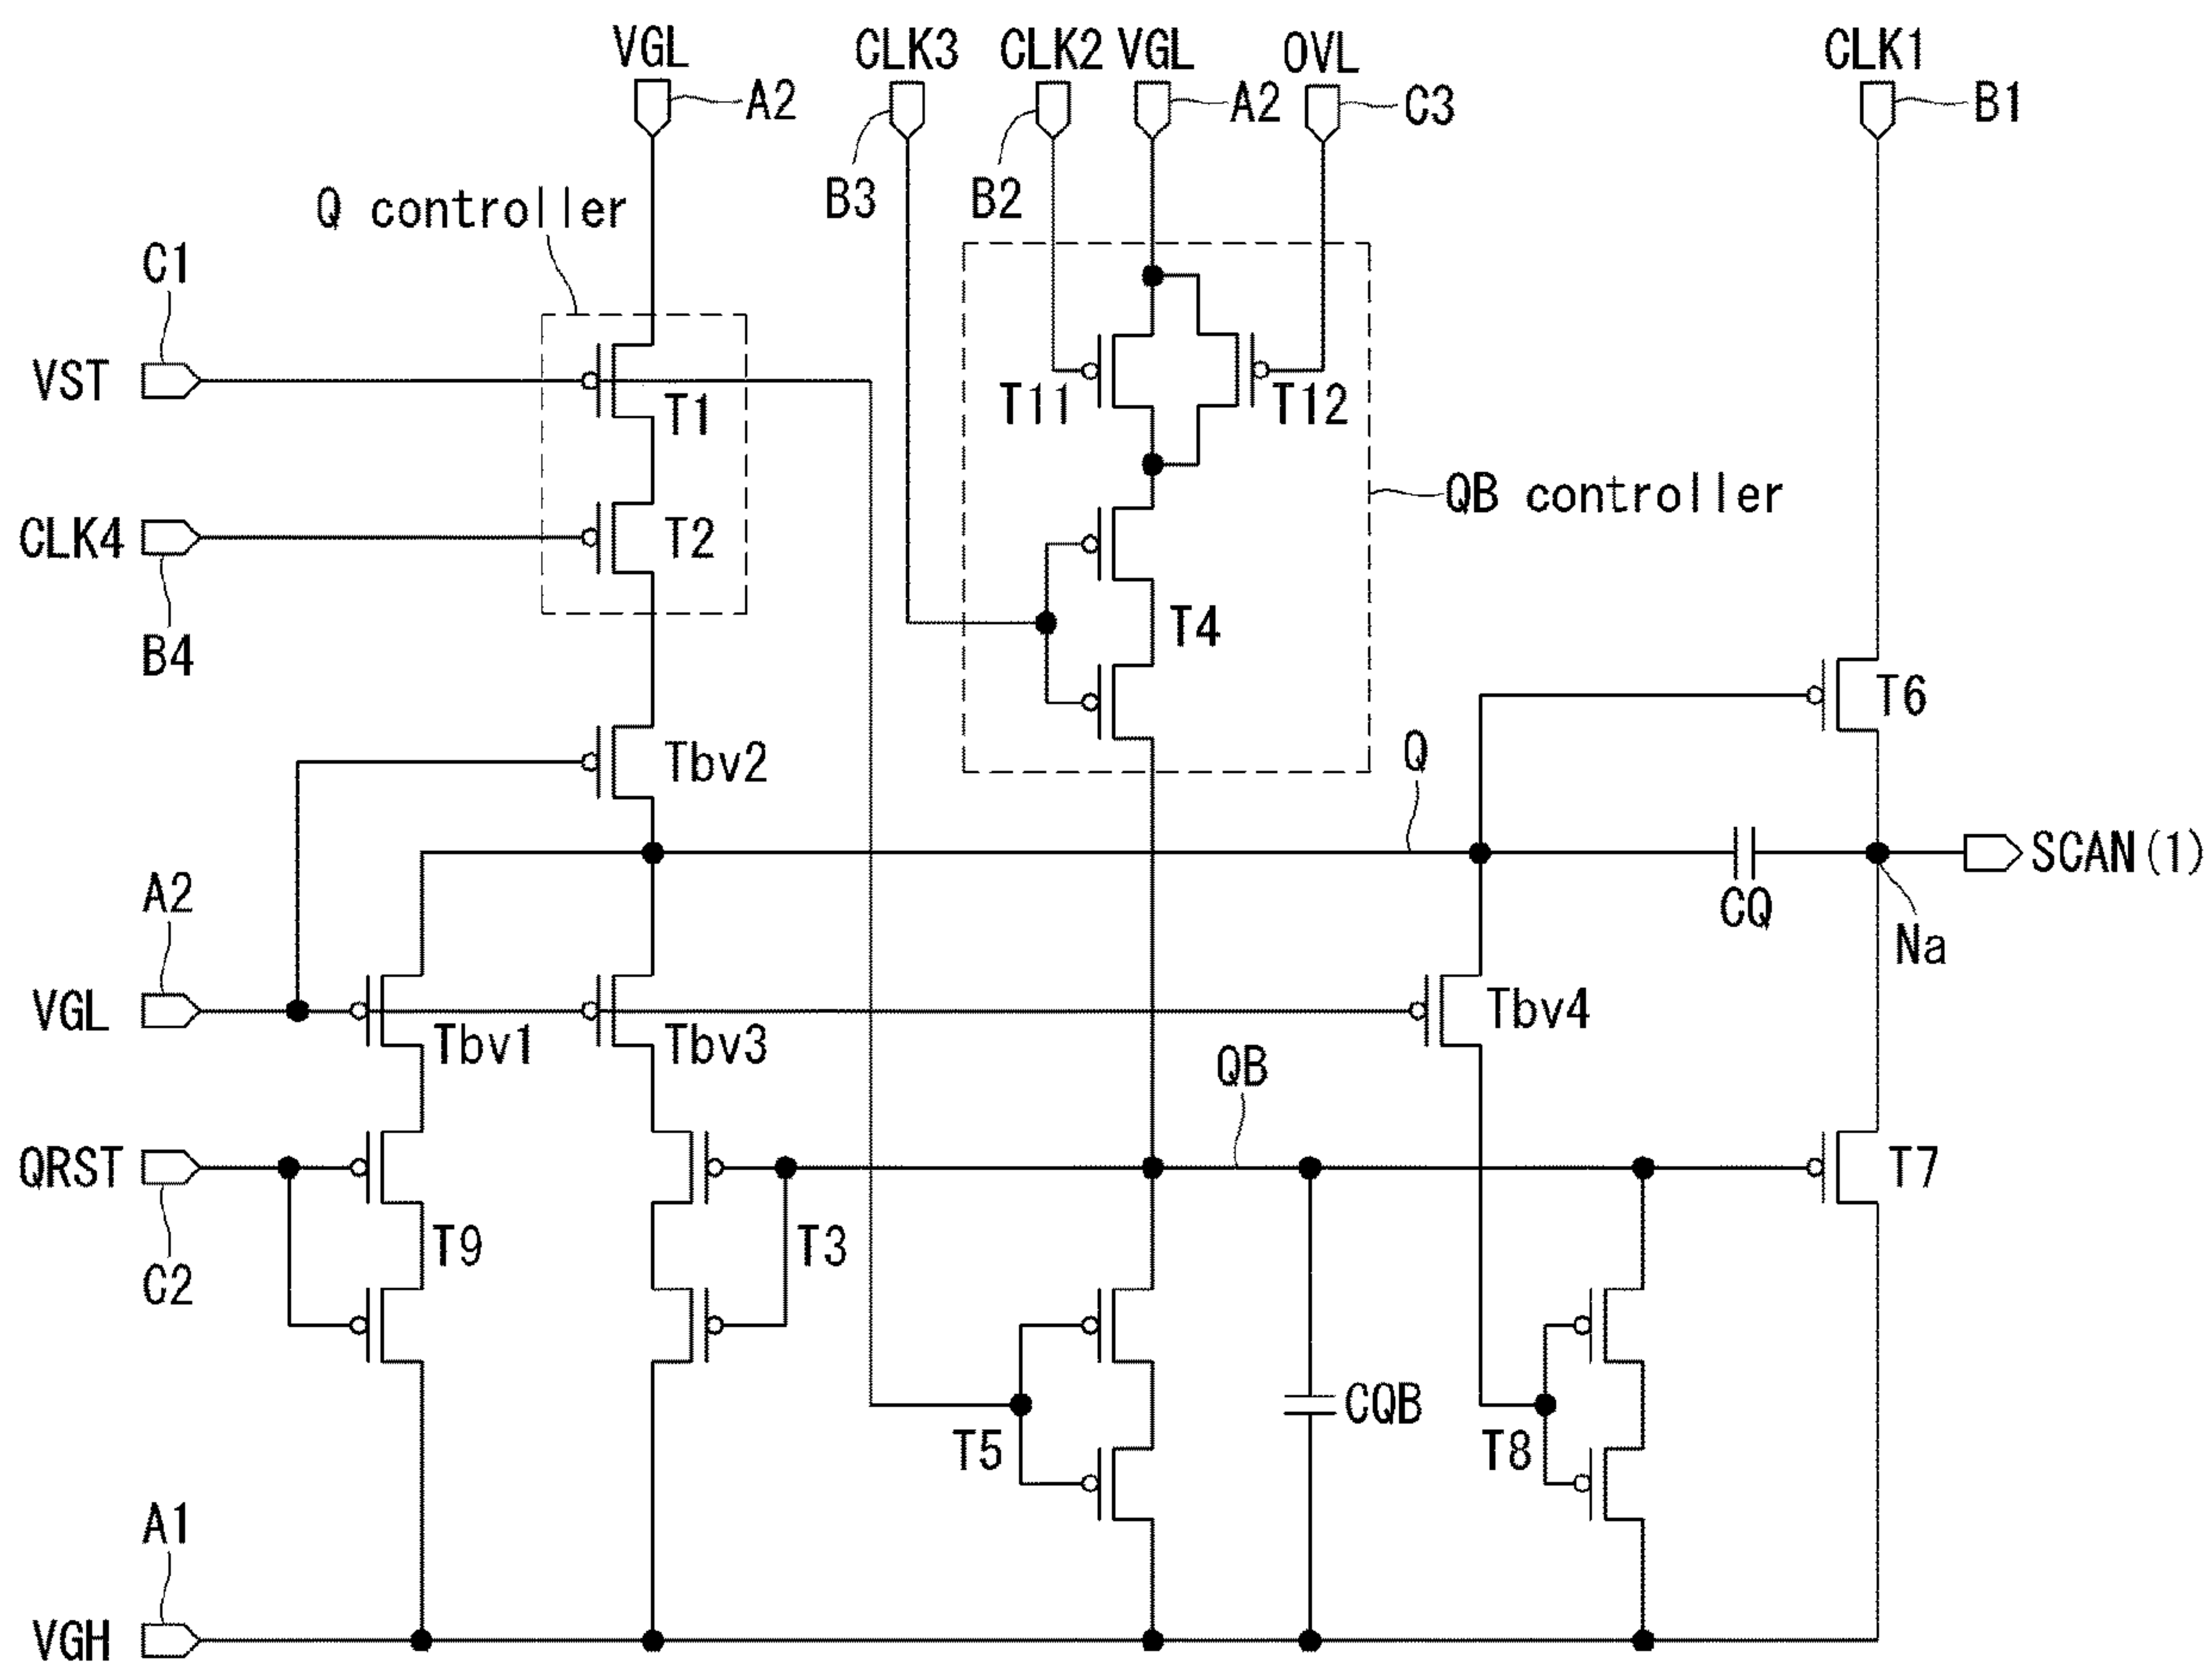 VGL CLK3 CLK2 VGL OVL CLK1
A2 A2 C3 B1
B3 B2
Q controller
C1
VST T1 T11 T12
QB controller
CLK4 T2
B4 T4
T6
Tbv2 Q
SCAN(1)
A2 CQ
Na
VGL Tbv1 Tbv3 Tbv4
QB
QRST T7
T9 T3
C2
CQB
T5 T8
A1
VGH